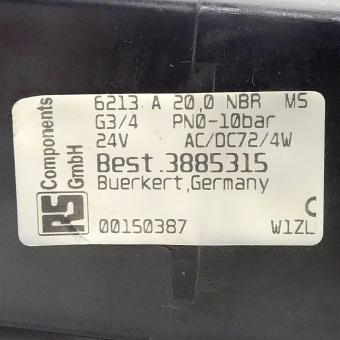 6213 A 20,0 NBR MS
G3/4 PN0-10bar
24V AC/DC72/4W
Best.3885315
Buerkert,Germany
00150387 W1ZL
RS Components
GmbH